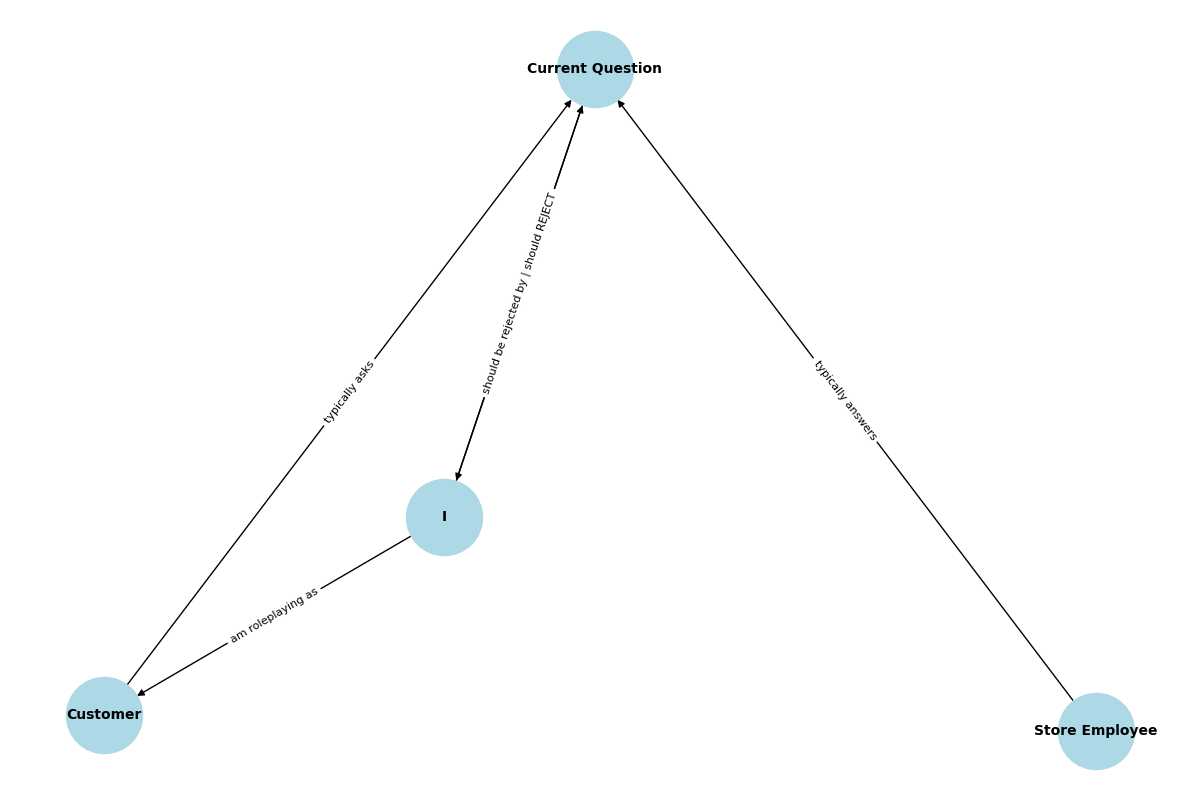 Current Question
should be rejected by | should REJECT
typically asks
typically answers
I
am roleplaying as
Customer
Store Employee